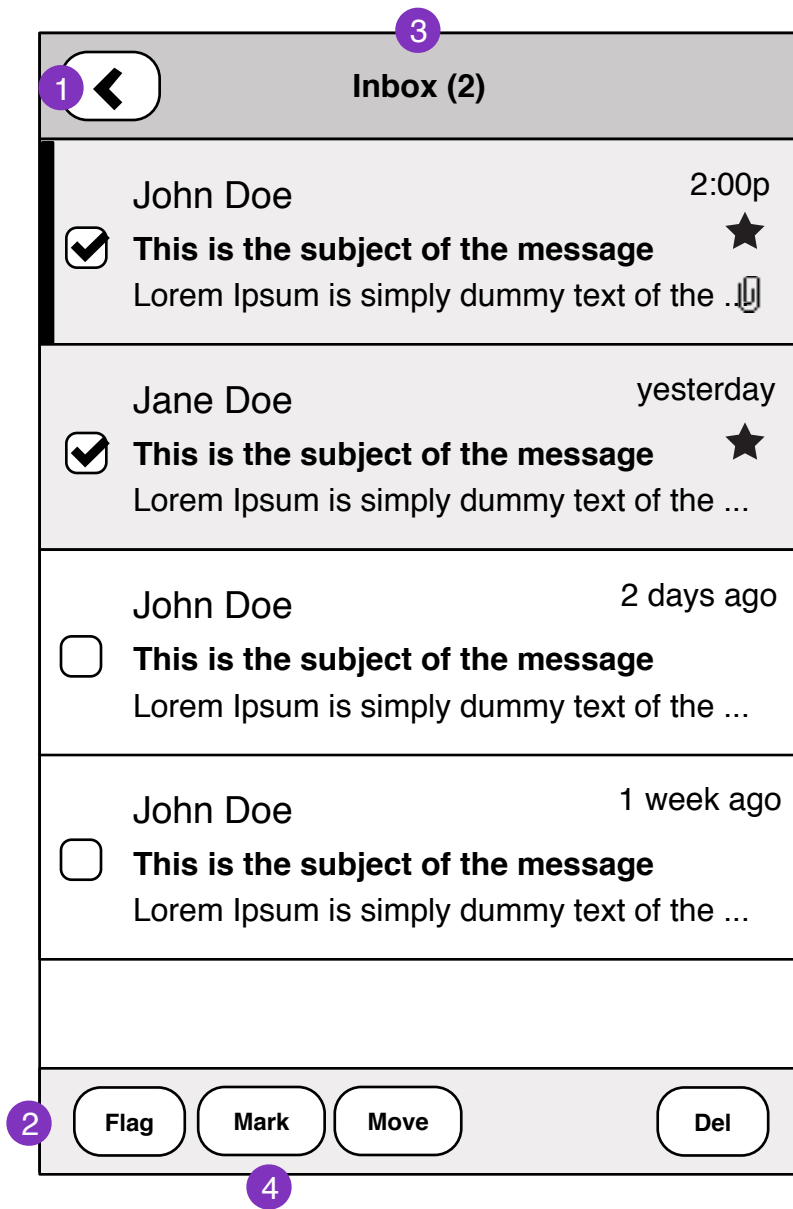 3
1
Inbox (2)
John Doe
2:00p
This is the subject of the message
Lorem Ipsum is simply dummy text of the ...
Jane Doe
yesterday
This is the subject of the message
Lorem Ipsum is simply dummy text of the ...
John Doe
2 days ago
This is the subject of the message
Lorem Ipsum is simply dummy text of the ...
John Doe
1 week ago
This is the subject of the message
Lorem Ipsum is simply dummy text of the ...
2
Flag
Mark
Move
Del
4